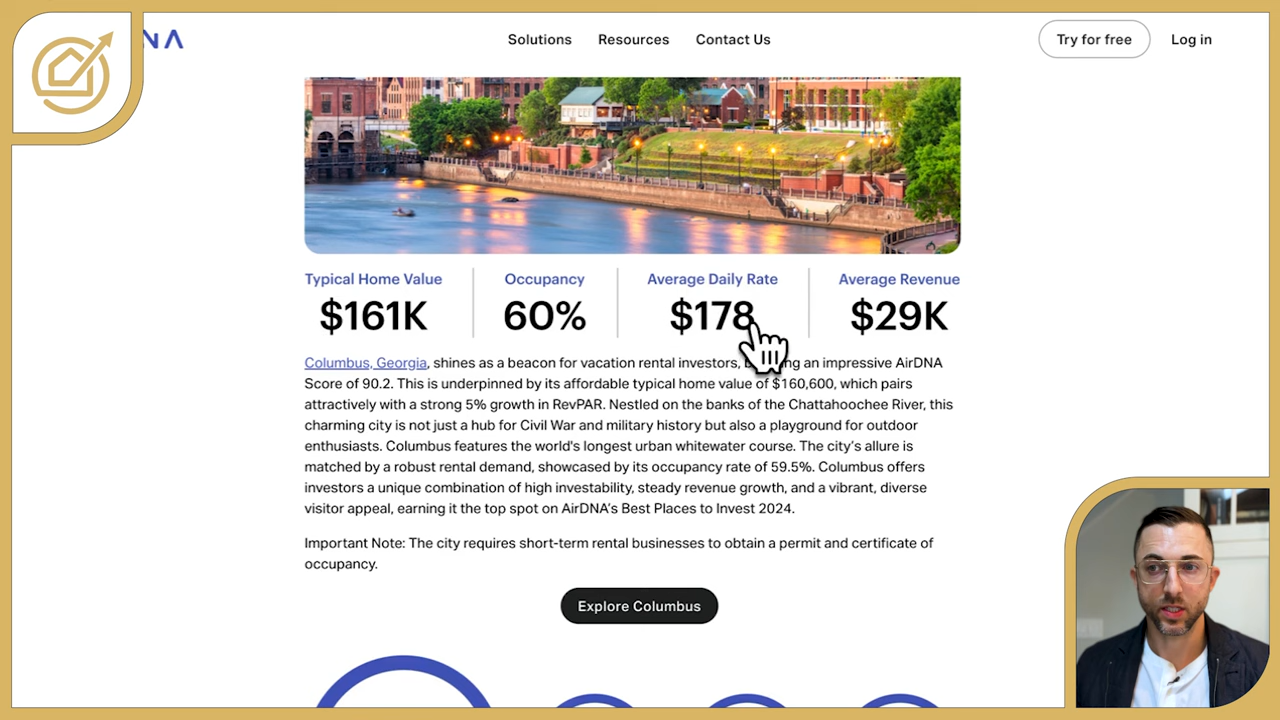 NA
Solutions Resources Contact Us Try for free Log in
Typical Home Value Occupancy Average Daily Rate Average Revenue
$161K 60% $178 $29K
Columbus, Georgia, shines as a beacon for vacation rental investors, an impressive AirDNA
Score of 90.2. This is underpinned by its affordable typical home value of $160,600, which pairs
attractively with a strong 5% growth in RevPAR. Nestled on the banks of the Chattahoochee River, this
charming city is not just a hub for Civil War and military history but also a playground for outdoor
enthusiasts. Columbus features the world's longest urban whitewater course. The city's allure is
matched by a robust rental demand, showcased by its occupancy rate of 59.5%. Columbus offers
investors a unique combination of high investability, steady revenue growth, and a vibrant, diverse
visitor appeal, earning it the top spot on AirDNA's Best Places to Invest 2024.
Important Note: The city requires short-term rental businesses to obtain a permit and certificate of
occupancy.
Explore Columbus